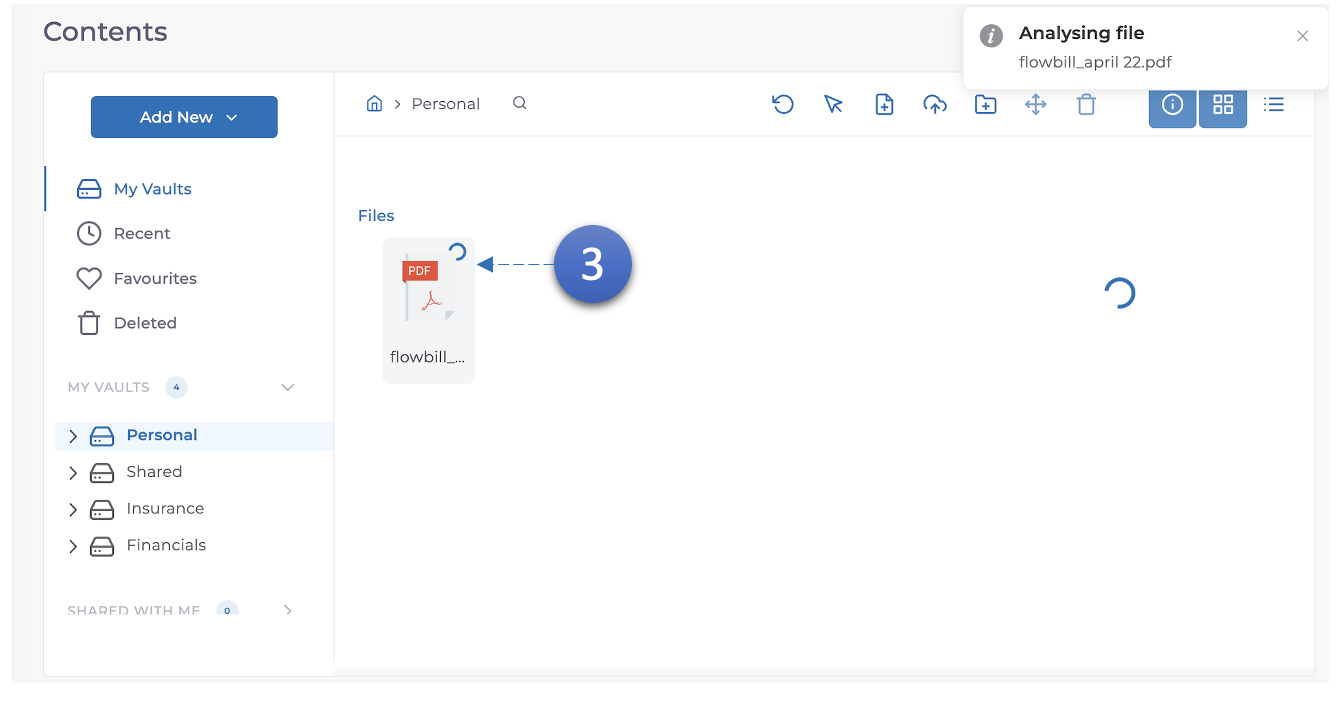 Contents
Analysing file
flowbill_april 22.pdf
Add New
Personal
My Vaults
Recent
Favourites
Deleted
MY VAULTS 4
Personal
Shared
Insurance
Financials
SHARED WITH ME 0
Files
PDF
3
flowbill_...